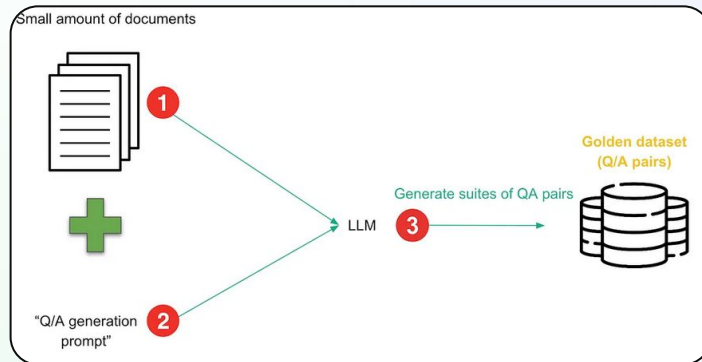 Small amount of documents
1
Golden dataset
(Q/A pairs)
Generate suites of QA pairs
LLM
3
2
“Q/A generation
prompt”